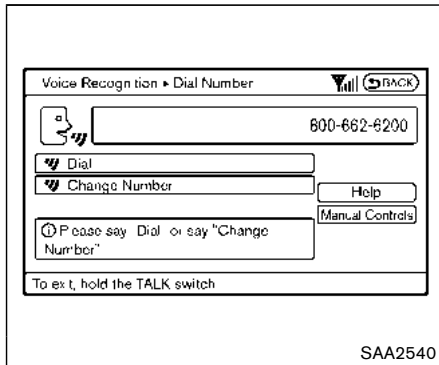 Voice Recognition ▸ Dial Number
BACK
800-662-6200
Dial
Change Number
Help
Manual Controls
Please say Dial or say "Change
Number"
To exit, hold the TALK switch
SAA2540